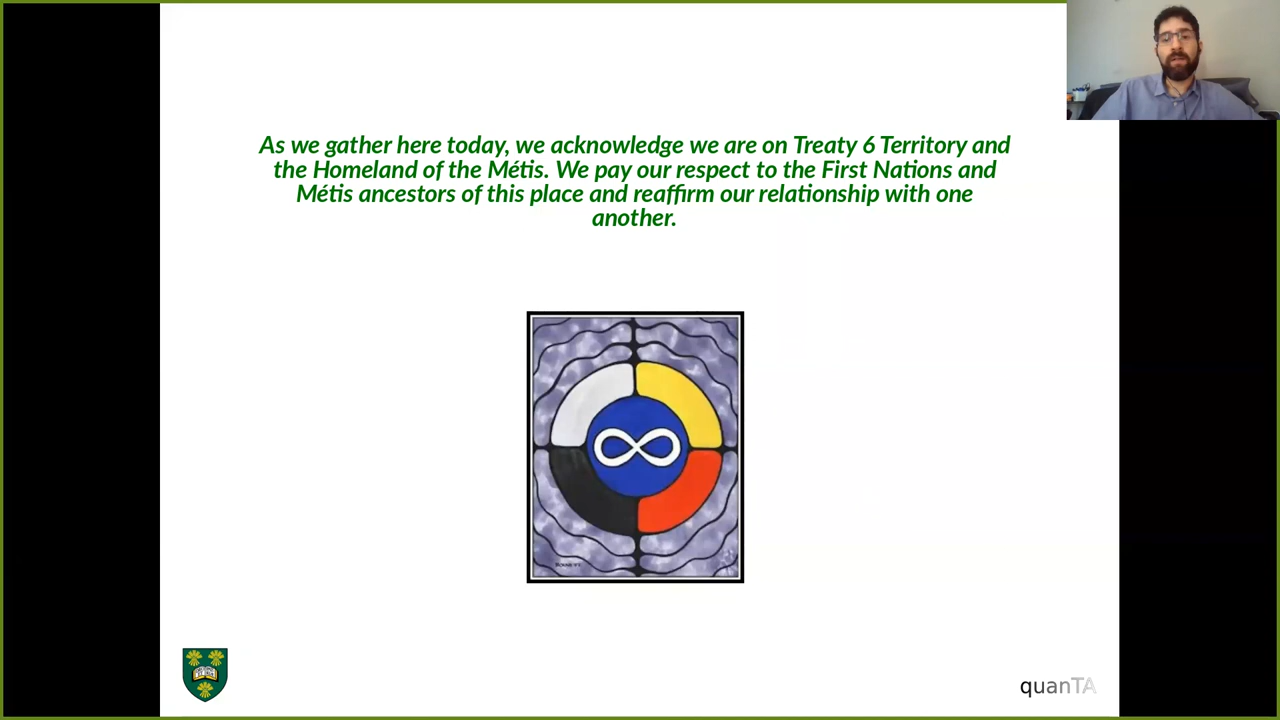 As we gather here today, we acknowledge we are on Treaty 6 Territory and
the Homeland of the Métis. We pay our respect to the First Nations and
Métis ancestors of this place and reaffirm our relationship with one
another.
quanTA